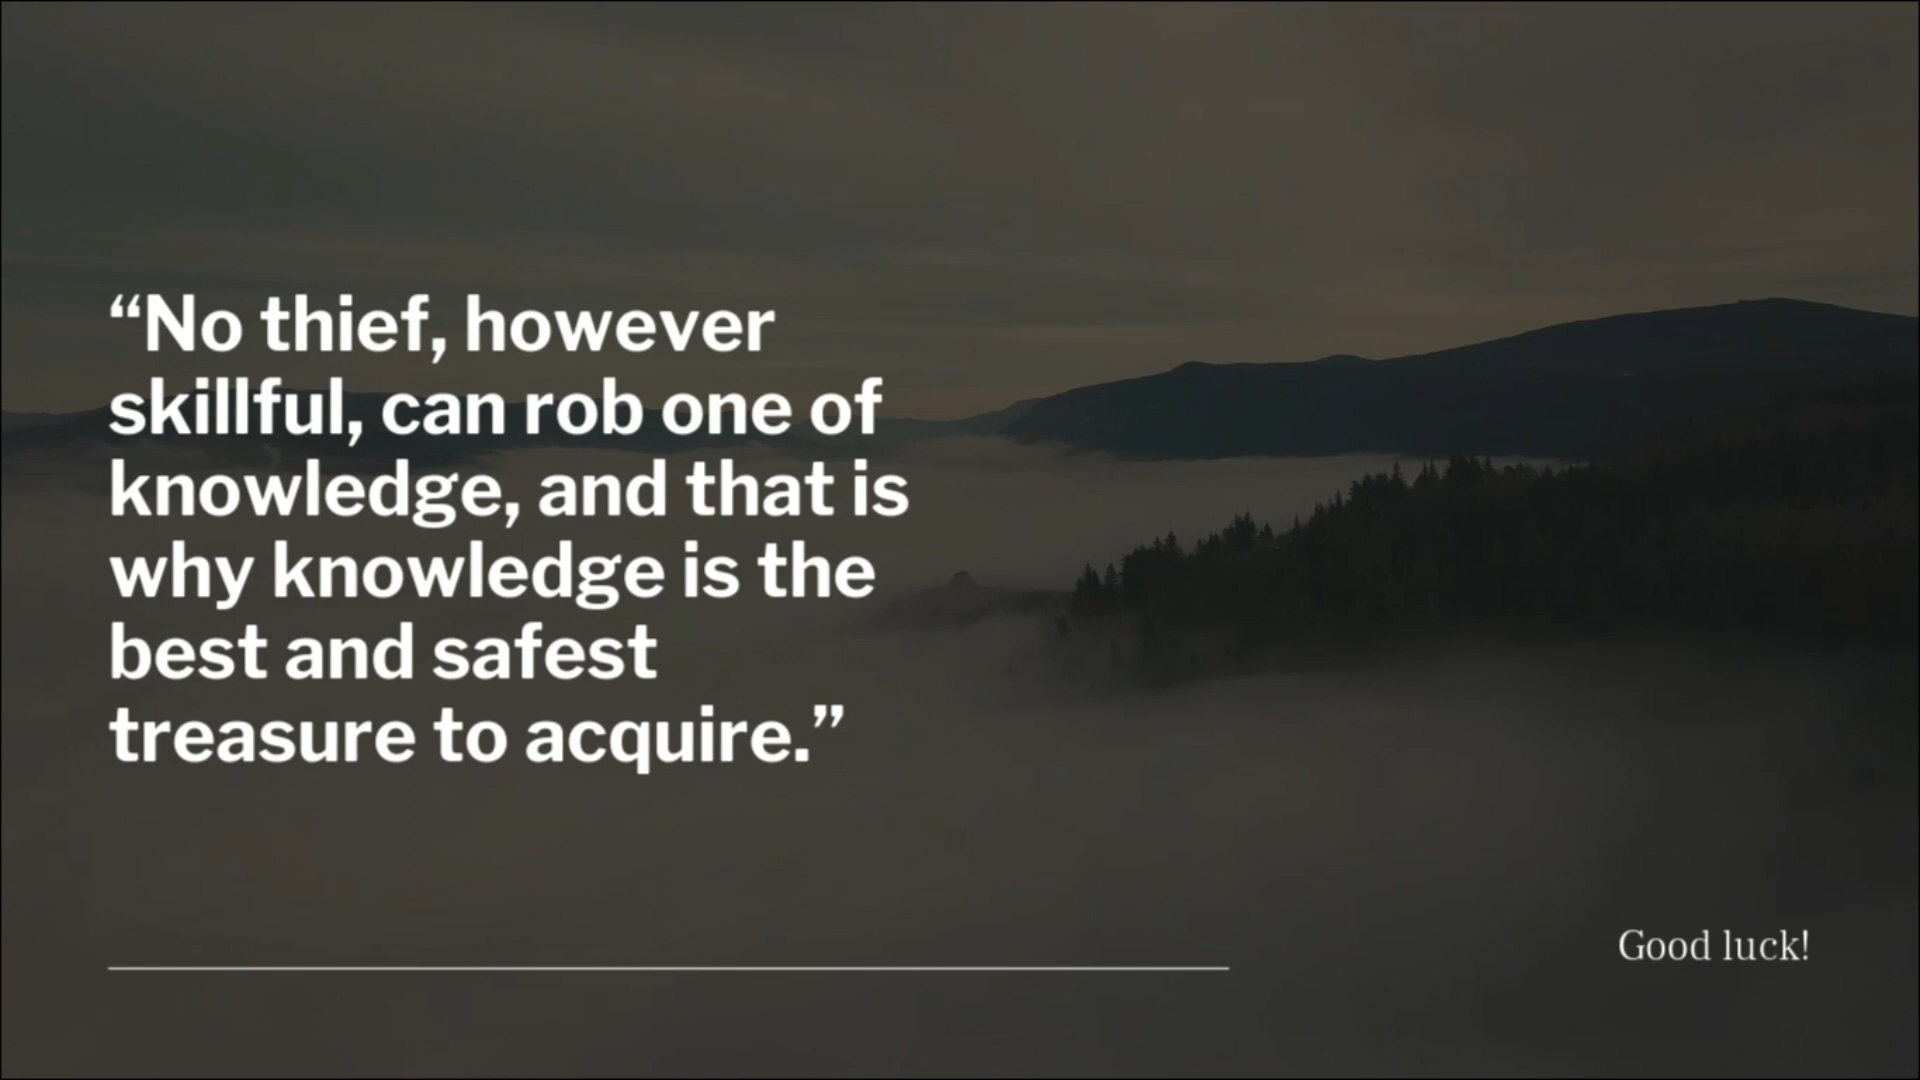 “No thief, however
skillful, can rob one of
knowledge, and that is
why knowledge is the
best and safest
treasure to acquire.”
Good luck!